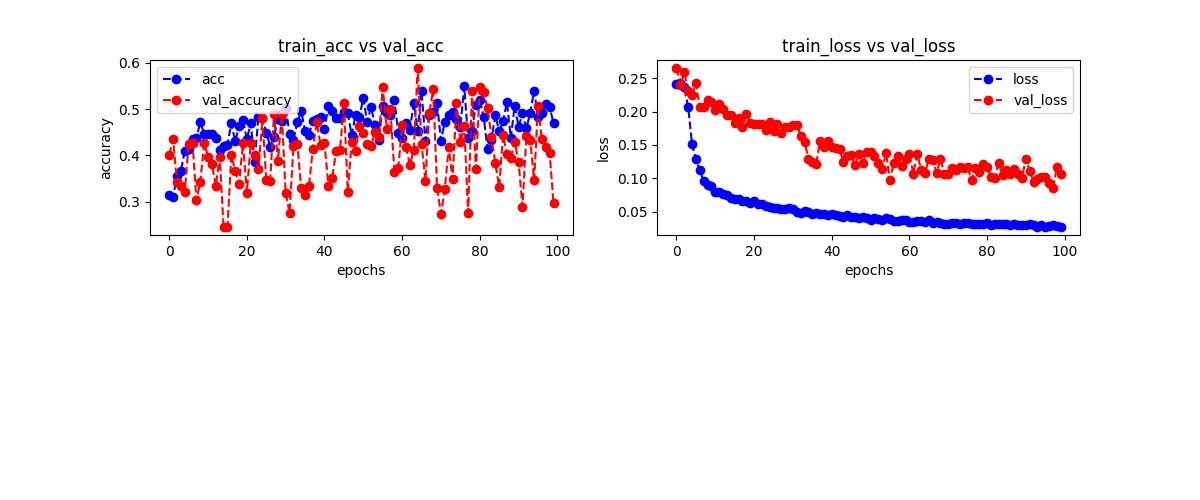 train_acc vs val_acc
accuracy
0.6
0.5
0.4
0.3
acc
val_accuracy
0 20 40 60 80 100
epochs
train_loss vs val_loss
loss
0.25
0.20
0.15
0.10
0.05
loss
val_loss
0 20 40 60 80 100
epochs